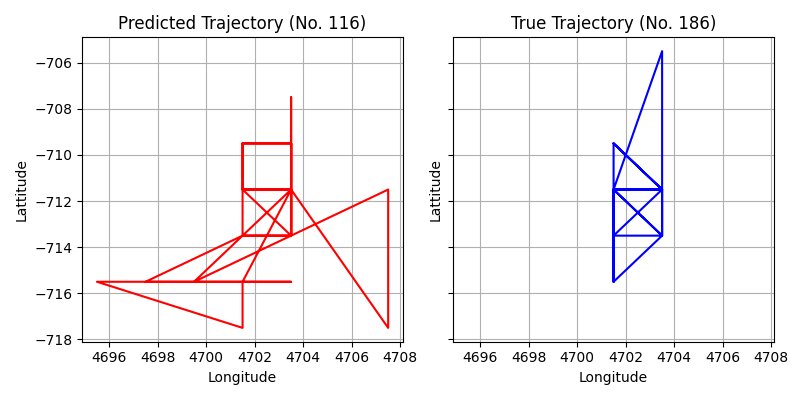 Predicted Trajectory (No. 116)
True Trajectory (No. 186)
Lattitude
−706
−708
−710
−712
−714
−716
−718
4696 4698 4700 4702 4704 4706 4708
Longitude
Lattitude
4696 4698 4700 4702 4704 4706 4708
Longitude